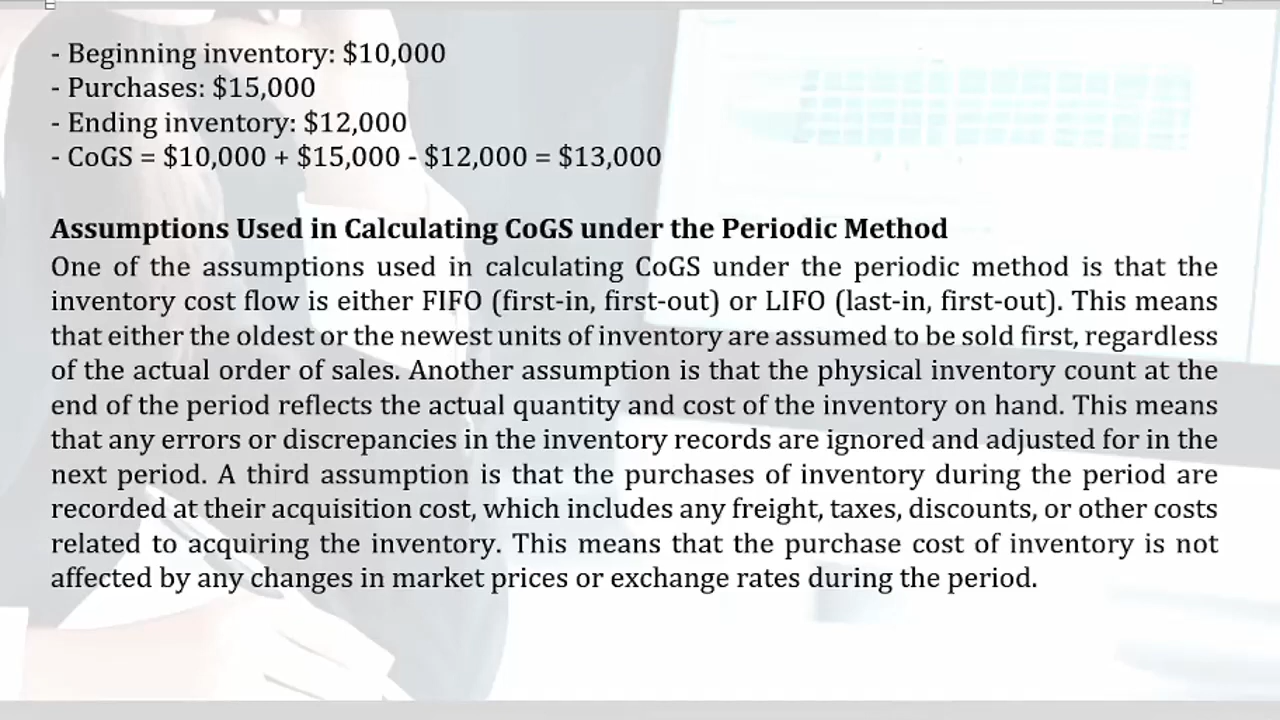 - Beginning inventory: $10,000
- Purchases: $15,000
- Ending inventory: $12,000
- CoGS = $10,000 + $15,000 - $12,000 = $13,000
Assumptions Used in Calculating CoGS under the Periodic Method
One of the assumptions used in calculating CoGS under the periodic method is that the
inventory cost flow is either FIFO (first-in, first-out) or LIFO (last-in, first-out). This means
that either the oldest or the newest units of inventory are assumed to be sold first, regardless
of the actual order of sales. Another assumption is that the physical inventory count at the
end of the period reflects the actual quantity and cost of the inventory on hand. This means
that any errors or discrepancies in the inventory records are ignored and adjusted for in the
next period. A third assumption is that the purchases of inventory during the period are
recorded at their acquisition cost, which includes any freight, taxes, discounts, or other costs
related to acquiring the inventory. This means that the purchase cost of inventory is not
affected by any changes in market prices or exchange rates during the period.